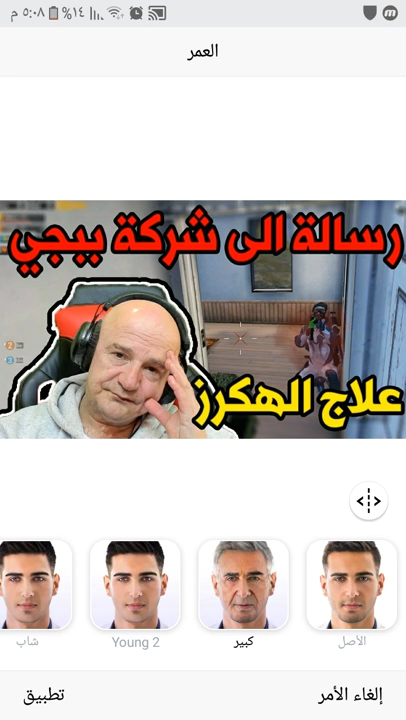 ٥:٠٨ م
%١٤
العمر
رسالة الى شركة ببجي
علاج الهكرز
الأصل
كبير
Young 2
شاب
إلغاء الأمر
تطبيق